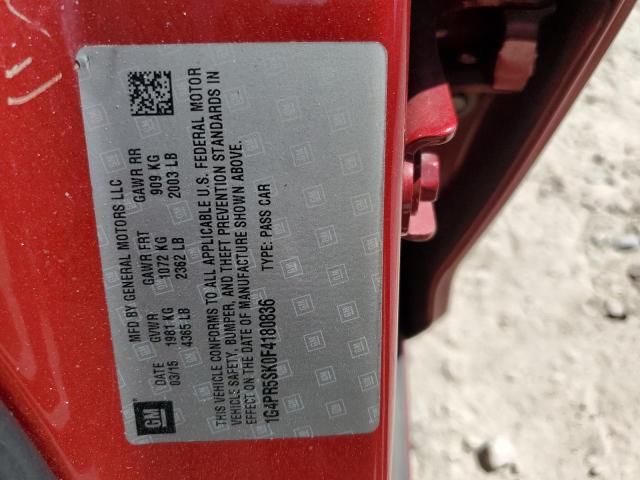 MFD BY GENERAL MOTORS LLC
DATE GVWR GAWR FRT GAWR RR
03/15 1981 KG 1072 KG 909 KG
4365 LB 2362 LB 2003 LB
GM
THIS VEHICLE CONFORMS TO ALL APPLICABLE U.S. FEDERAL MOTOR
VEHICLE SAFETY, BUMPER, AND THEFT PREVENTION STANDARDS IN
EFFECT ON THE DATE OF MANUFACTURE SHOWN ABOVE.
1G4PR5SK0F4180836 TYPE: PASS CAR